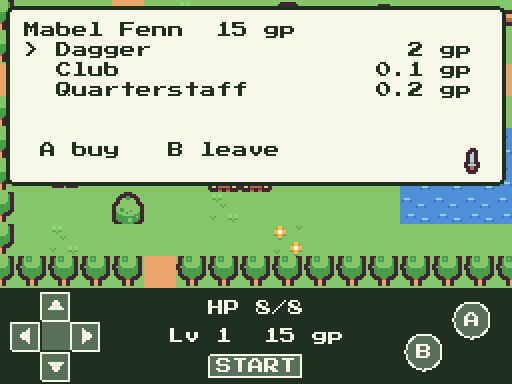 Mabel Fenn 15 gp
> Dagger 2 gp
Club 0.1 gp
Quarterstaff 0.2 gp
A buy B leave
HP 8/8
Lv 1 15 gp
START
A
B